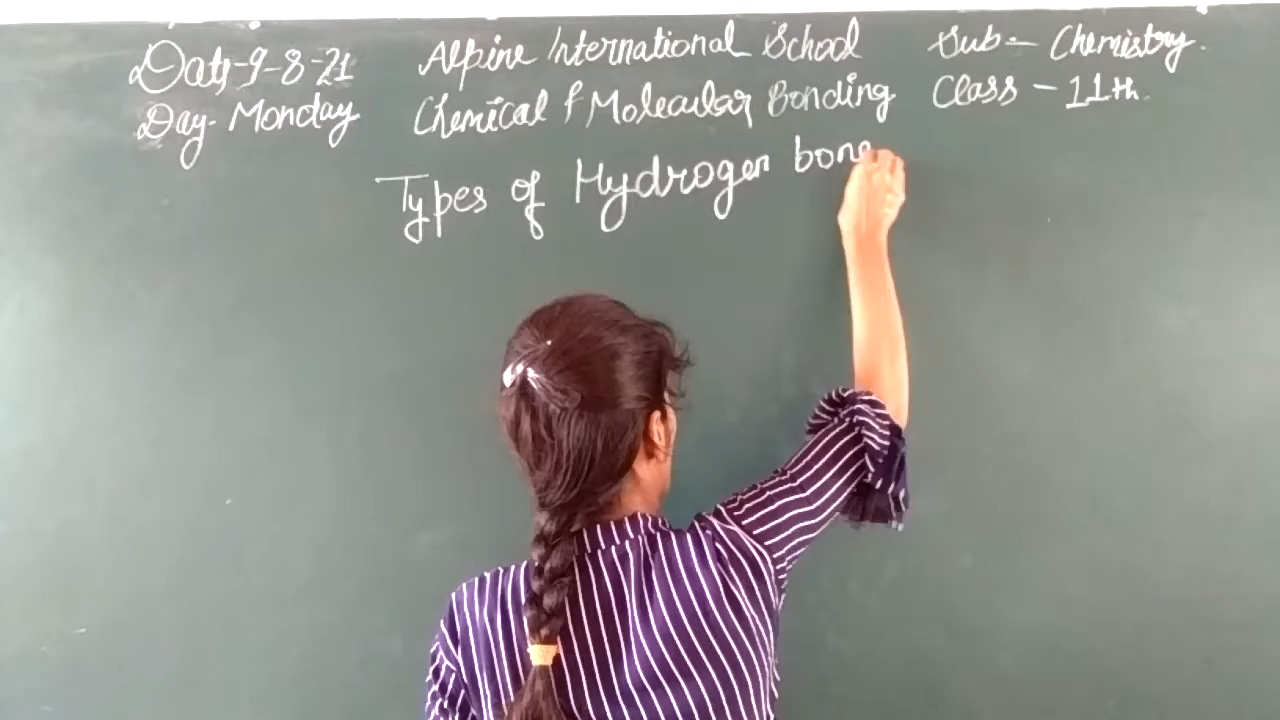 Date-9-8-21 Alpine International School Sub:- Chemistry.
Day- Monday Chemical & Molecular Bonding Class - 11th.
Types of Hydrogen bon